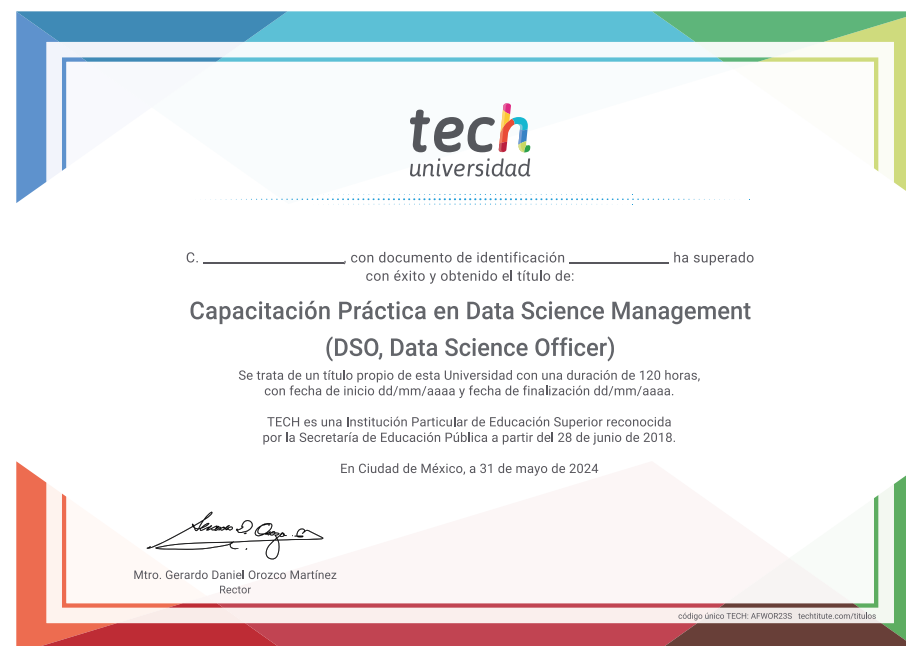 tech
universidad
C. ____________________, con documento de identificación ______________ ha superado
con éxito y obtenido el título de:
Capacitación Práctica en Data Science Management
(DSO, Data Science Officer)
Se trata de un título propio de esta Universidad con una duración de 120 horas,
con fecha de inicio dd/mm/aaaa y fecha de finalización dd/mm/aaaa.
TECH es una Institución Particular de Educación Superior reconocida
por la Secretaría de Educación Pública a partir del 28 de junio de 2018.
En Ciudad de México, a 31 de mayo de 2024
Mtro. Gerardo Daniel Orozco Martínez
Rector
código único TECH: AFWOR23S techtitute.com/titulos